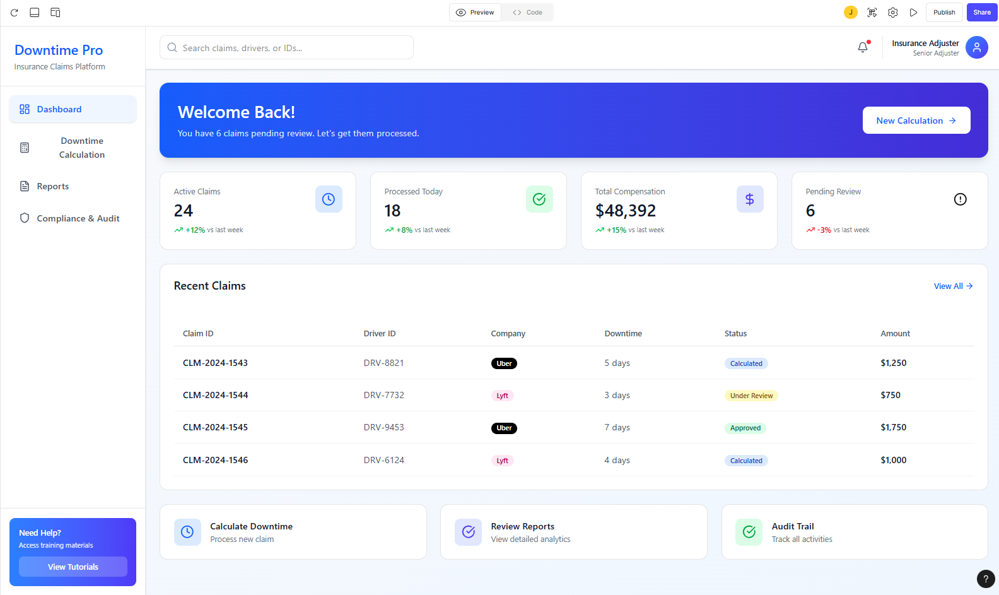 Preview
Code
J
Publish
Share
Downtime Pro
Insurance Claims Platform
Search claims, drivers, or IDs...
Insurance Adjuster
Senior Adjuster
Dashboard
Downtime
Calculation
Reports
Compliance & Audit
Need Help?
Access training materials
View Tutorials
Welcome Back!
You have 6 claims pending review. Let's get them processed.
New Calculation
Active Claims
24
+12% vs last week
Processed Today
18
+8% vs last week
Total Compensation
$48,392
+15% vs last week
Pending Review
6
-3% vs last week
Recent Claims
View All
Claim ID Driver ID Company Downtime Status Amount
CLM-2024-1543 DRV-8821 Uber 5 days Calculated $1,250
CLM-2024-1544 DRV-7732 Lyft 3 days Under Review $750
CLM-2024-1545 DRV-9453 Uber 7 days Approved $1,750
CLM-2024-1546 DRV-6124 Lyft 4 days Calculated $1,000
Calculate Downtime
Process new claim
Review Reports
View detailed analytics
Audit Trail
Track all activities
?